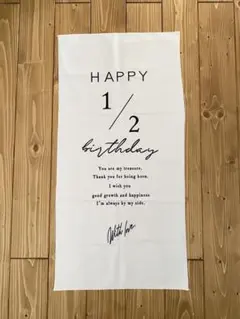 HAPPY
1/2
birthday
You are my treasure.
Thank you for being born.
I wish you
good growth and happiness.
I'm always by my side.
With love